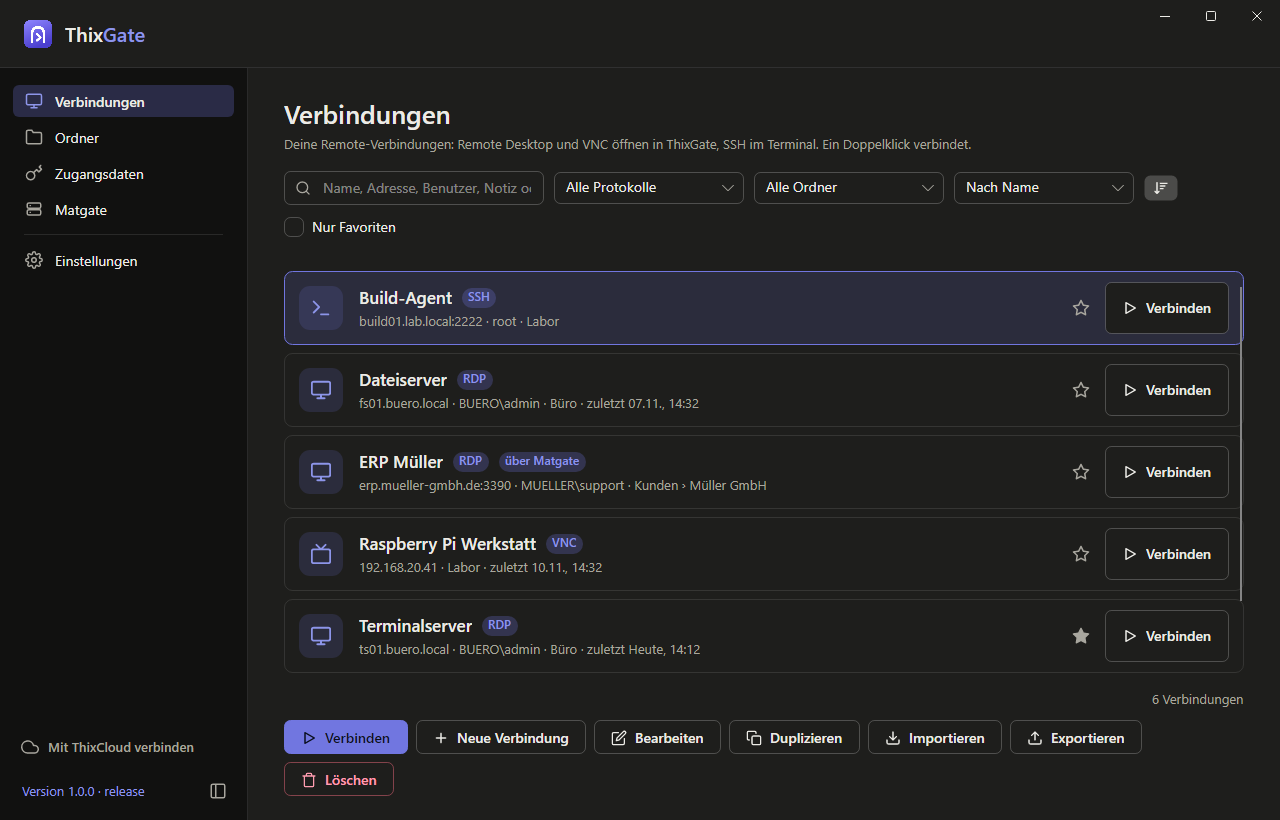 ThixGate
Verbindungen
Ordner
Zugangsdaten
Matgate
Einstellungen
Mit ThixCloud verbinden
Version 1.0.0 · release
Verbindungen
Deine Remote-Verbindungen: Remote Desktop und VNC öffnen in ThixGate, SSH im Terminal. Ein Doppelklick verbindet.
Name, Adresse, Benutzer, Notiz
Alle Protokolle
Alle Ordner
Nach Name
Nur Favoriten
Build-Agent SSH
build01.lab.local:2222 · root · Labor
Verbinden
Dateiserver RDP
fs01.buero.local · BUERO\admin · Büro · zuletzt 07.11., 14:32
Verbinden
ERP Müller RDP über Matgate
erp.mueller-gmbh.de:3390 · MUELLER\support · Kunden › Müller GmbH
Verbinden
Raspberry Pi Werkstatt VNC
192.168.20.41 · Labor · zuletzt 10.11., 14:32
Verbinden
Terminalserver RDP
ts01.buero.local · BUERO\admin · Büro · zuletzt Heute, 14:12
Verbinden
6 Verbindungen
Verbinden
Neue Verbindung
Bearbeiten
Duplizieren
Importieren
Exportieren
Löschen